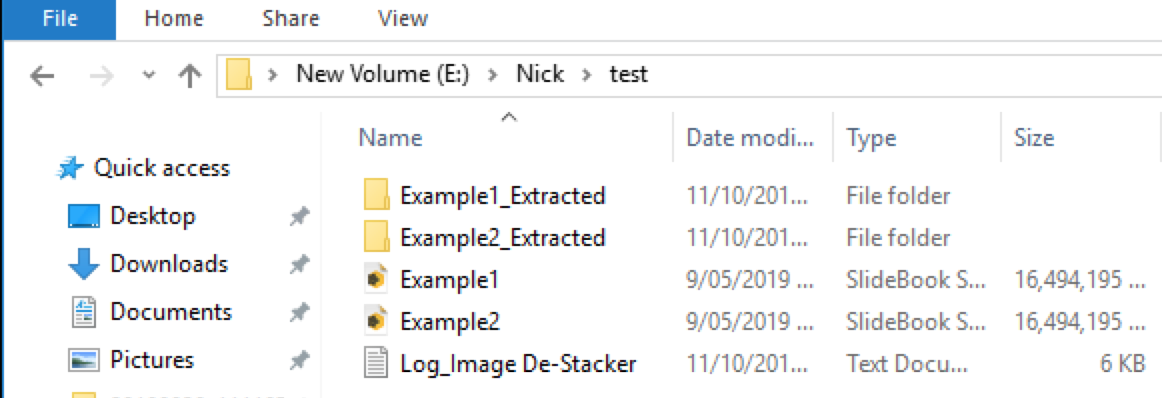 File Home Share View
New Volume (E:) Nick test
Name Date modi... Type Size
Quick access
Desktop
Downloads
Documents
Pictures
Example1_Extracted 11/10/201... File folder
Example2_Extracted 11/10/201... File folder
Example1 9/05/2019 ... SlideBook S... 16,494,195 ...
Example2 9/05/2019 ... SlideBook S... 16,494,195 ...
Log_Image De-Stacker 11/10/201... Text Docu... 6 KB